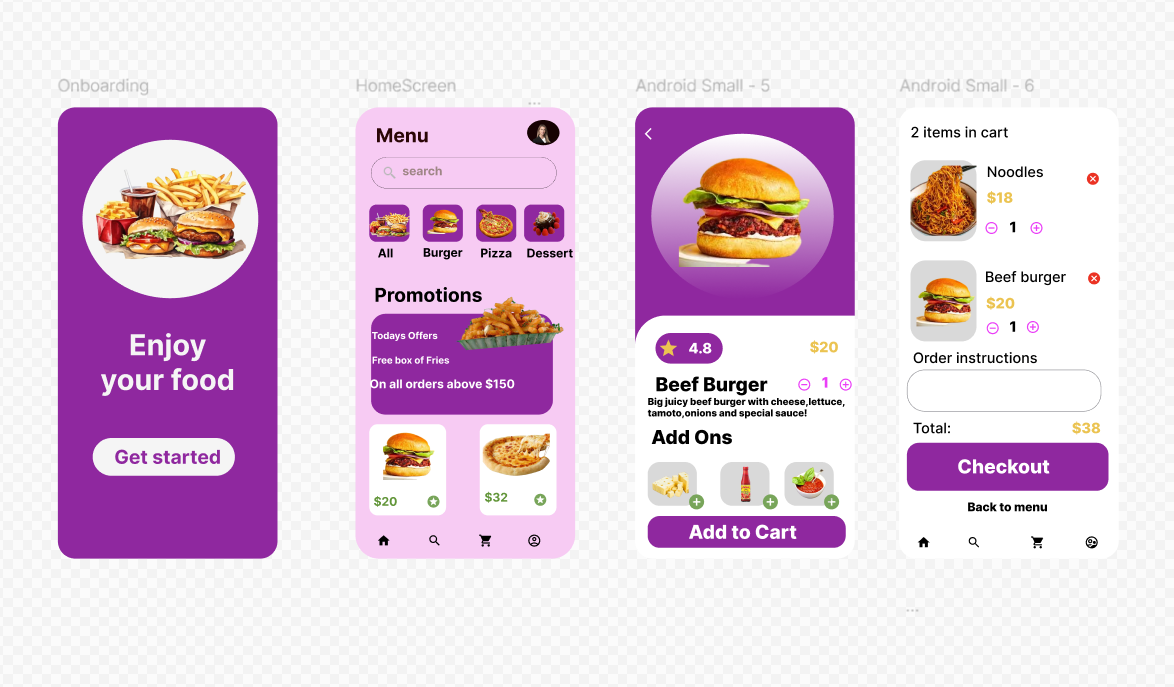 Onboarding
Enjoy
your food
Get started
HomeScreen
...
Menu
search
All
Burger
Pizza
Dessert
Promotions
Todays Offers
Free box of Fries
On all orders above $150
$20
$32
Android Small - 5
4.8
$20
Beef Burger
1
Big juicy beef burger with cheese,lettuce,
tamoto,onions and special sauce!
Add Ons
Add to Cart
Android Small - 6
2 items in cart
Noodles
$18
1
Beef burger
$20
1
Order instructions
Total:
$38
Checkout
Back to menu
...